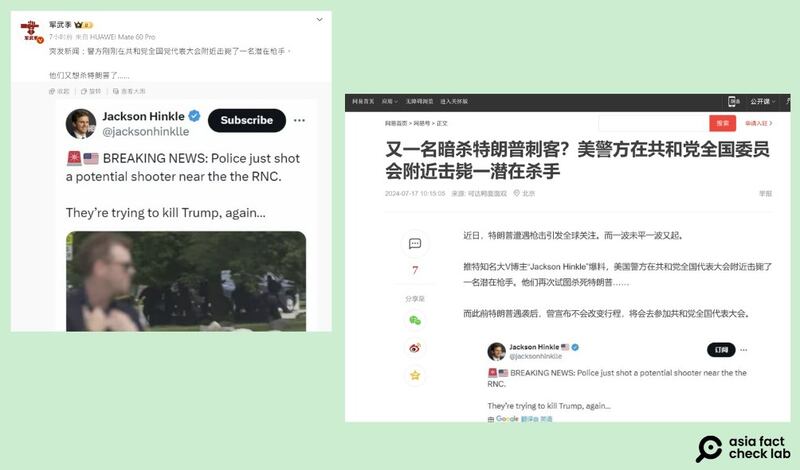 军武季
7小时前 来自 HUAWEI Mate 60 Pro
突发新闻：警方刚刚在共和党全国党代表大会附近击毙了一名潜在枪手。
他们又想杀特朗普了......
收起 旋转 查看大图
Jackson Hinkle
@jacksonhinklle
Subscribe
BREAKING NEWS: Police just shot
a potential shooter near the the RNC.
They're trying to kill Trump, again...
网易首页 应用 无障碍浏览 进入关怀版
公开课
网易首页 > 网易号 > 正文
搜索
申请入驻 >
又一名暗杀特朗普刺客？美警方在共和党全国委员
会附近击毙一潜在杀手
2024-07-17 10:15:05 来源: 可达鸭面面观 北京
举报
7
分享至
近日，特朗普遭遇枪击引发全球关注。而一波未平一波又起。
推特知名大V博主"Jackson Hinkle"爆料，美国警方在共和党全国代表大会附近击毙了
一名潜在枪手。他们再次试图杀死特朗普......
而此前特朗普遇袭后，曾宣布不会改变行程，将会去参加共和党全国代表大会。
Jackson Hinkle
@jacksonhinklle
订阅
BREAKING NEWS: Police just shot a potential shooter near the the
RNC.
They're trying to kill Trump, again...
由 Google 翻译自 英语
asia fact
check lab